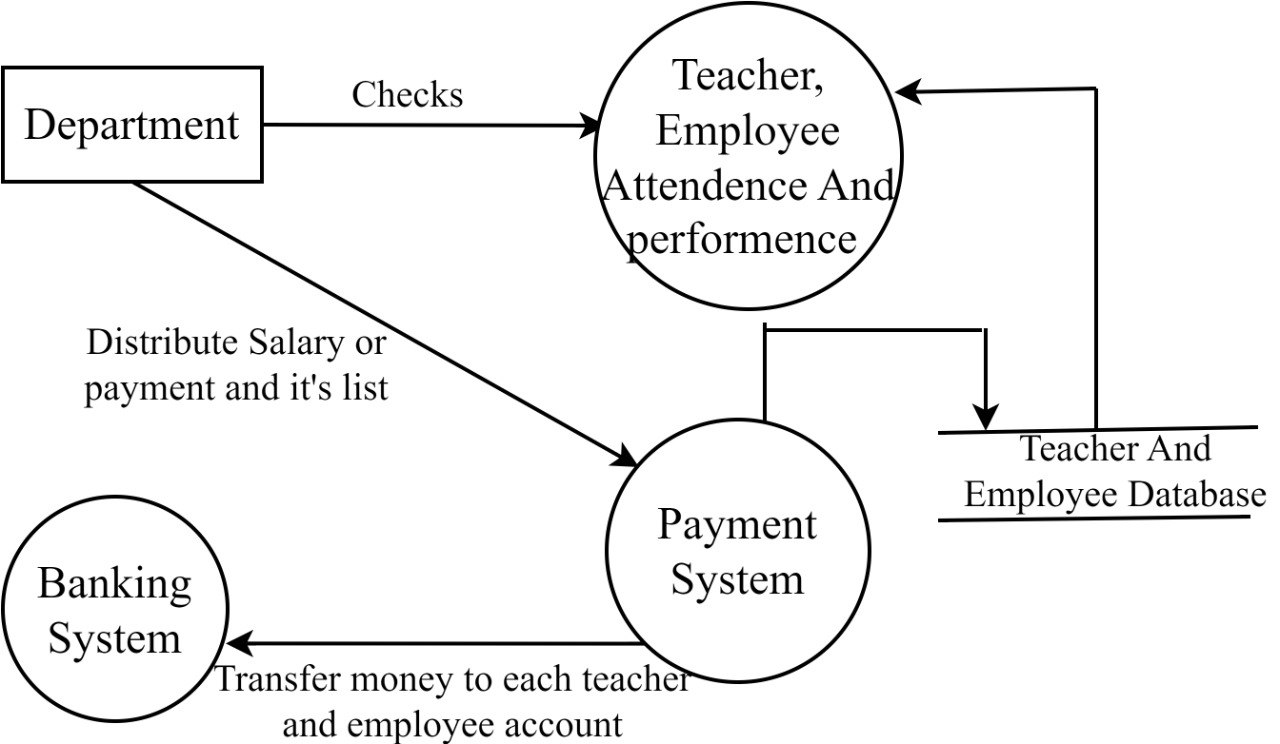 Department
Checks
Teacher,
Employee
Attendence And
performence
Distribute Salary or
payment and it's list
Teacher And
Employee Database
Payment
System
Banking
System
Transfer money to each teacher
and employee account